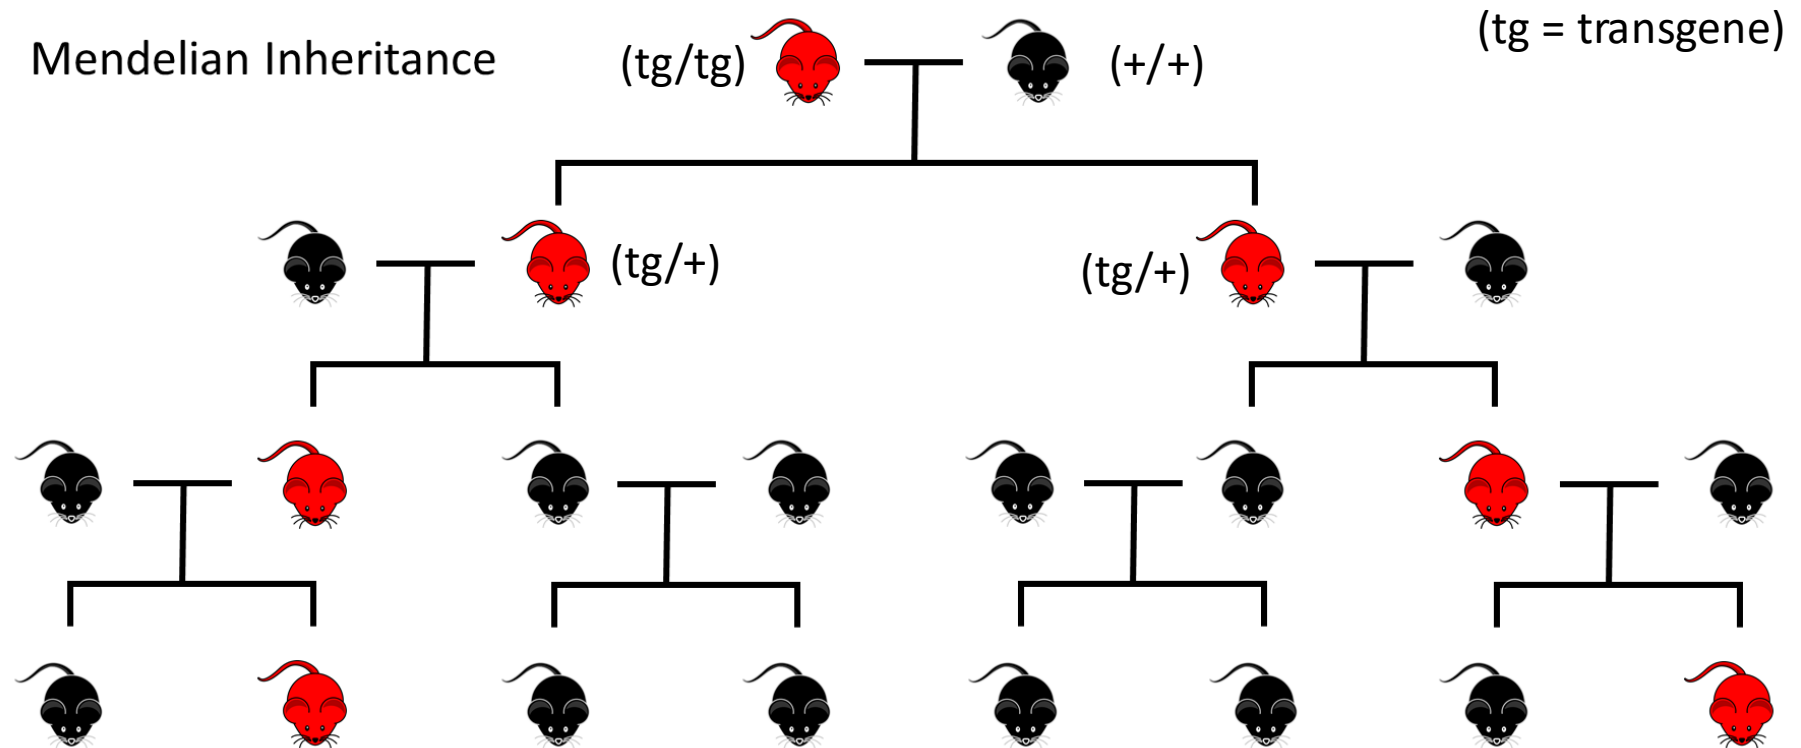 Mendelian Inheritance
(tg/tg)
(+/+)
(tg = transgene)
(tg/+)
(tg/+)